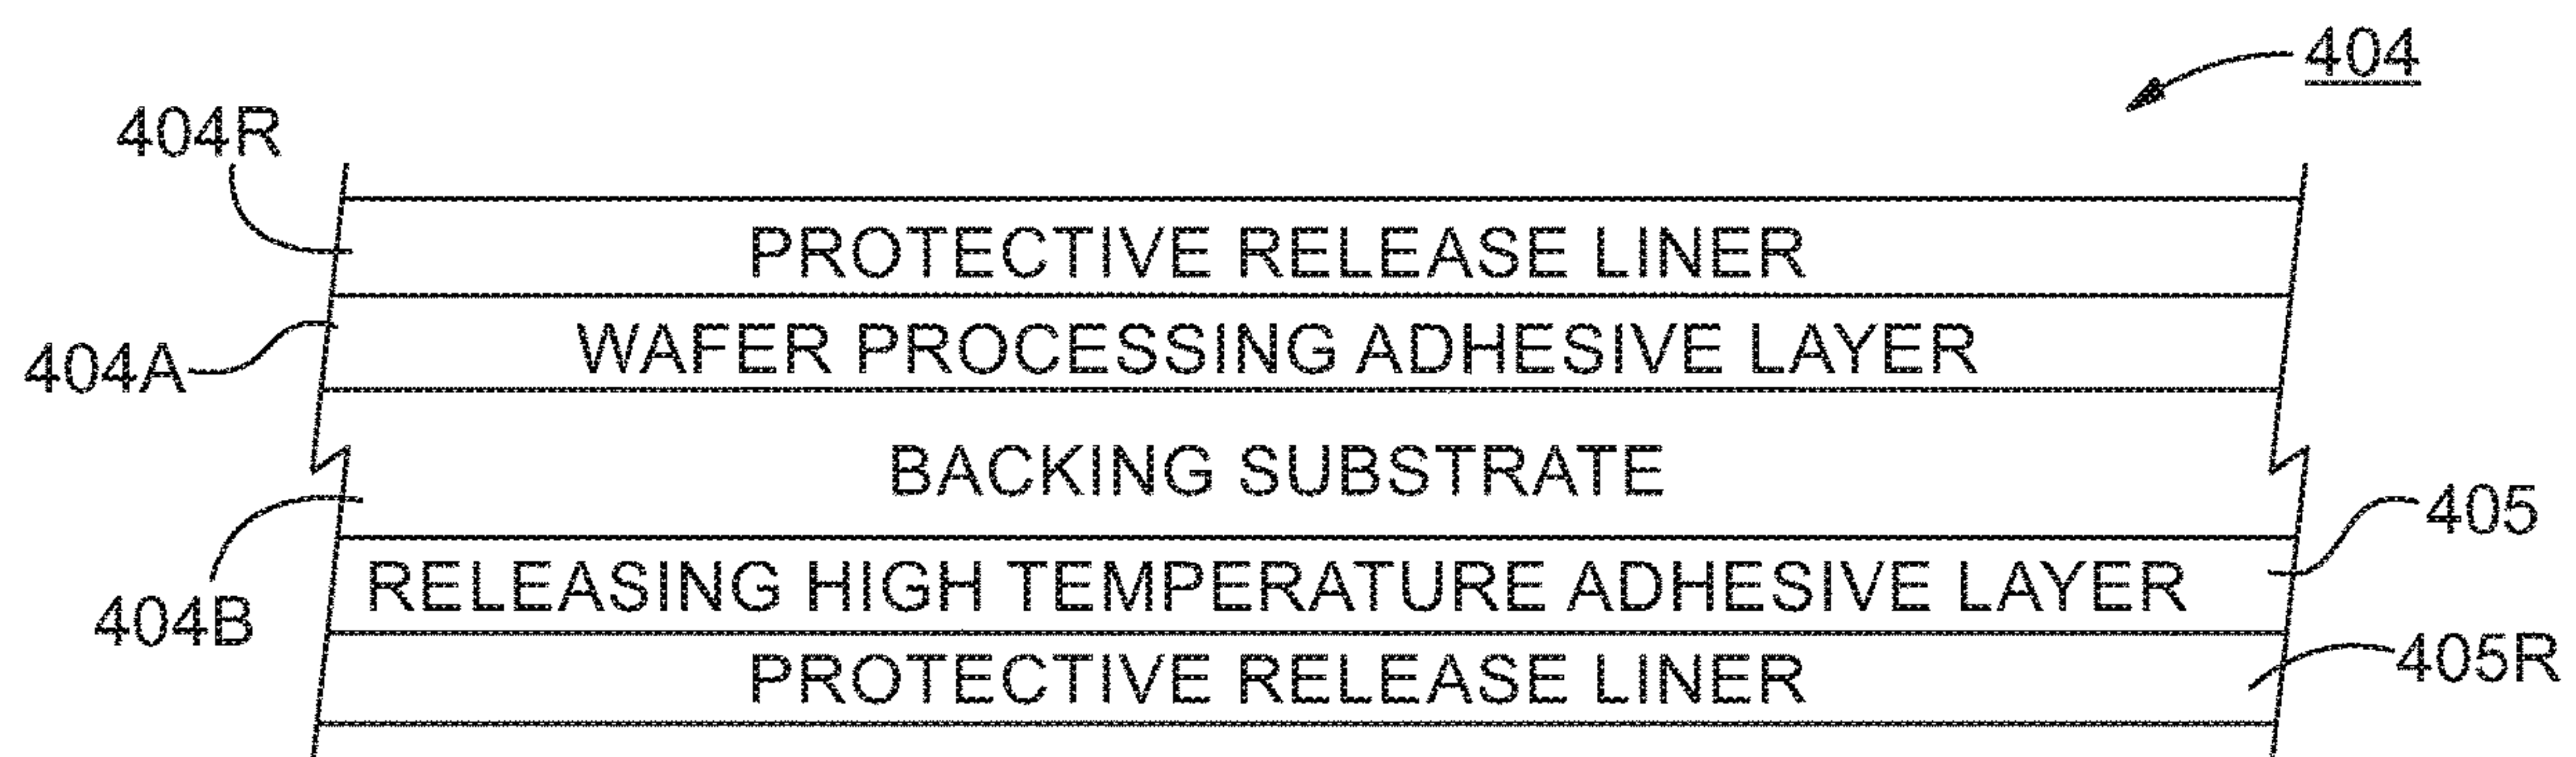 404
404R
PROTECTIVE RELEASE LINER
WAFER PROCESSING ADHESIVE LAYER
404A
BACKING SUBSTRATE
405
RELEASING HIGH TEMPERATURE ADHESIVE LAYER
404B
PROTECTIVE RELEASE LINER
405R